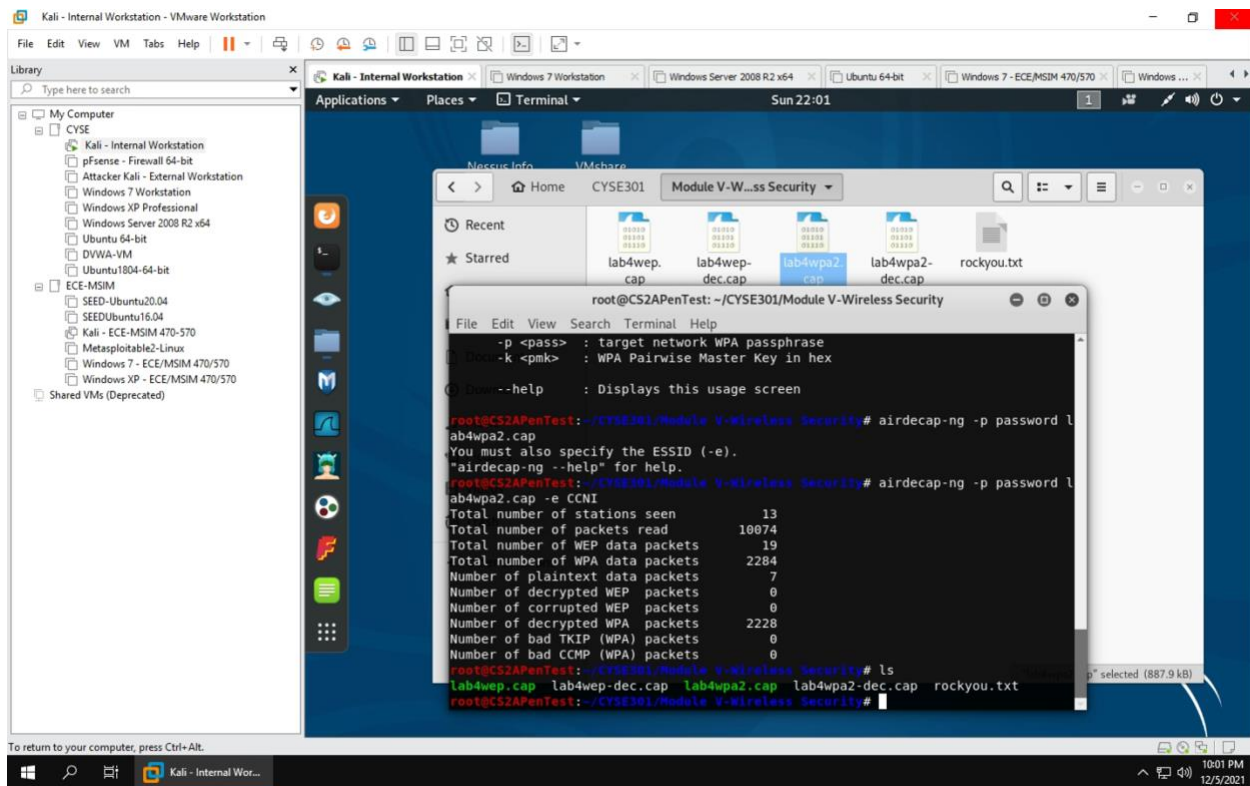 Kali - Internal Workstation - VMware Workstation
File Edit View VM Tabs Help
Library
Type here to search
My Computer
CYSE
Kali - Internal Workstation
pFsense - Firewall 64-bit
Attacker Kali - External Workstation
Windows 7 Workstation
Windows XP Professional
Windows Server 2008 R2 x64
Ubuntu 64-bit
DVWA-VM
Ubuntu1804-64-bit
ECE-MSIM
SEED-Ubuntu20.04
SEEDUbuntu16.04
Kali - ECE-MSIM 470-570
Metasploitable2-Linux
Windows 7 - ECE/MSIM 470/570
Windows XP - ECE/MSIM 470/570
Shared VMs (Deprecated)
Kali - Internal Workstation Windows 7 Workstation Windows Server 2008 R2 x64 Ubuntu 64-bit Windows 7 - ECE/MSIM 470/570 Windows ...
Applications Places Terminal Sun 22:01 1
Nessus Info VMshare
Home CYSE301 Module V-W...ss Security
Recent
Starred
lab4wep.cap lab4wep-dec.cap lab4wpa2.cap lab4wpa2-dec.cap rockyou.txt
root@CS2APenTest: ~/CYSE301/Module V-Wireless Security
File Edit View Search Terminal Help
-p <pass> : target network WPA passphrase
-k <pmk> : WPA Pairwise Master Key in hex
--help : Displays this usage screen
root@CS2APenTest:~/CYSE301/Module V-Wireless Security# airdecap-ng -p password l
ab4wpa2.cap
You must also specify the ESSID (-e).
"airdecap-ng --help" for help.
root@CS2APenTest:~/CYSE301/Module V-Wireless Security# airdecap-ng -p password l
ab4wpa2.cap -e CCNI
Total number of stations seen 13
Total number of packets read 10074
Total number of WEP data packets 19
Total number of WPA data packets 2284
Number of plaintext data packets 7
Number of decrypted WEP packets 0
Number of corrupted WEP packets 0
Number of decrypted WPA packets 2228
Number of bad TKIP (WPA) packets 0
Number of bad CCMP (WPA) packets 0
root@CS2APenTest:~/CYSE301/Module V-Wireless Security# ls
lab4wep.cap lab4wep-dec.cap lab4wpa2.cap lab4wpa2-dec.cap rockyou.txt
root@CS2APenTest:~/CYSE301/Module V-Wireless Security#
selected (887.9 kB)
To return to your computer, press Ctrl+Alt.
Kali - Internal Wor...
10:01 PM
12/5/2021